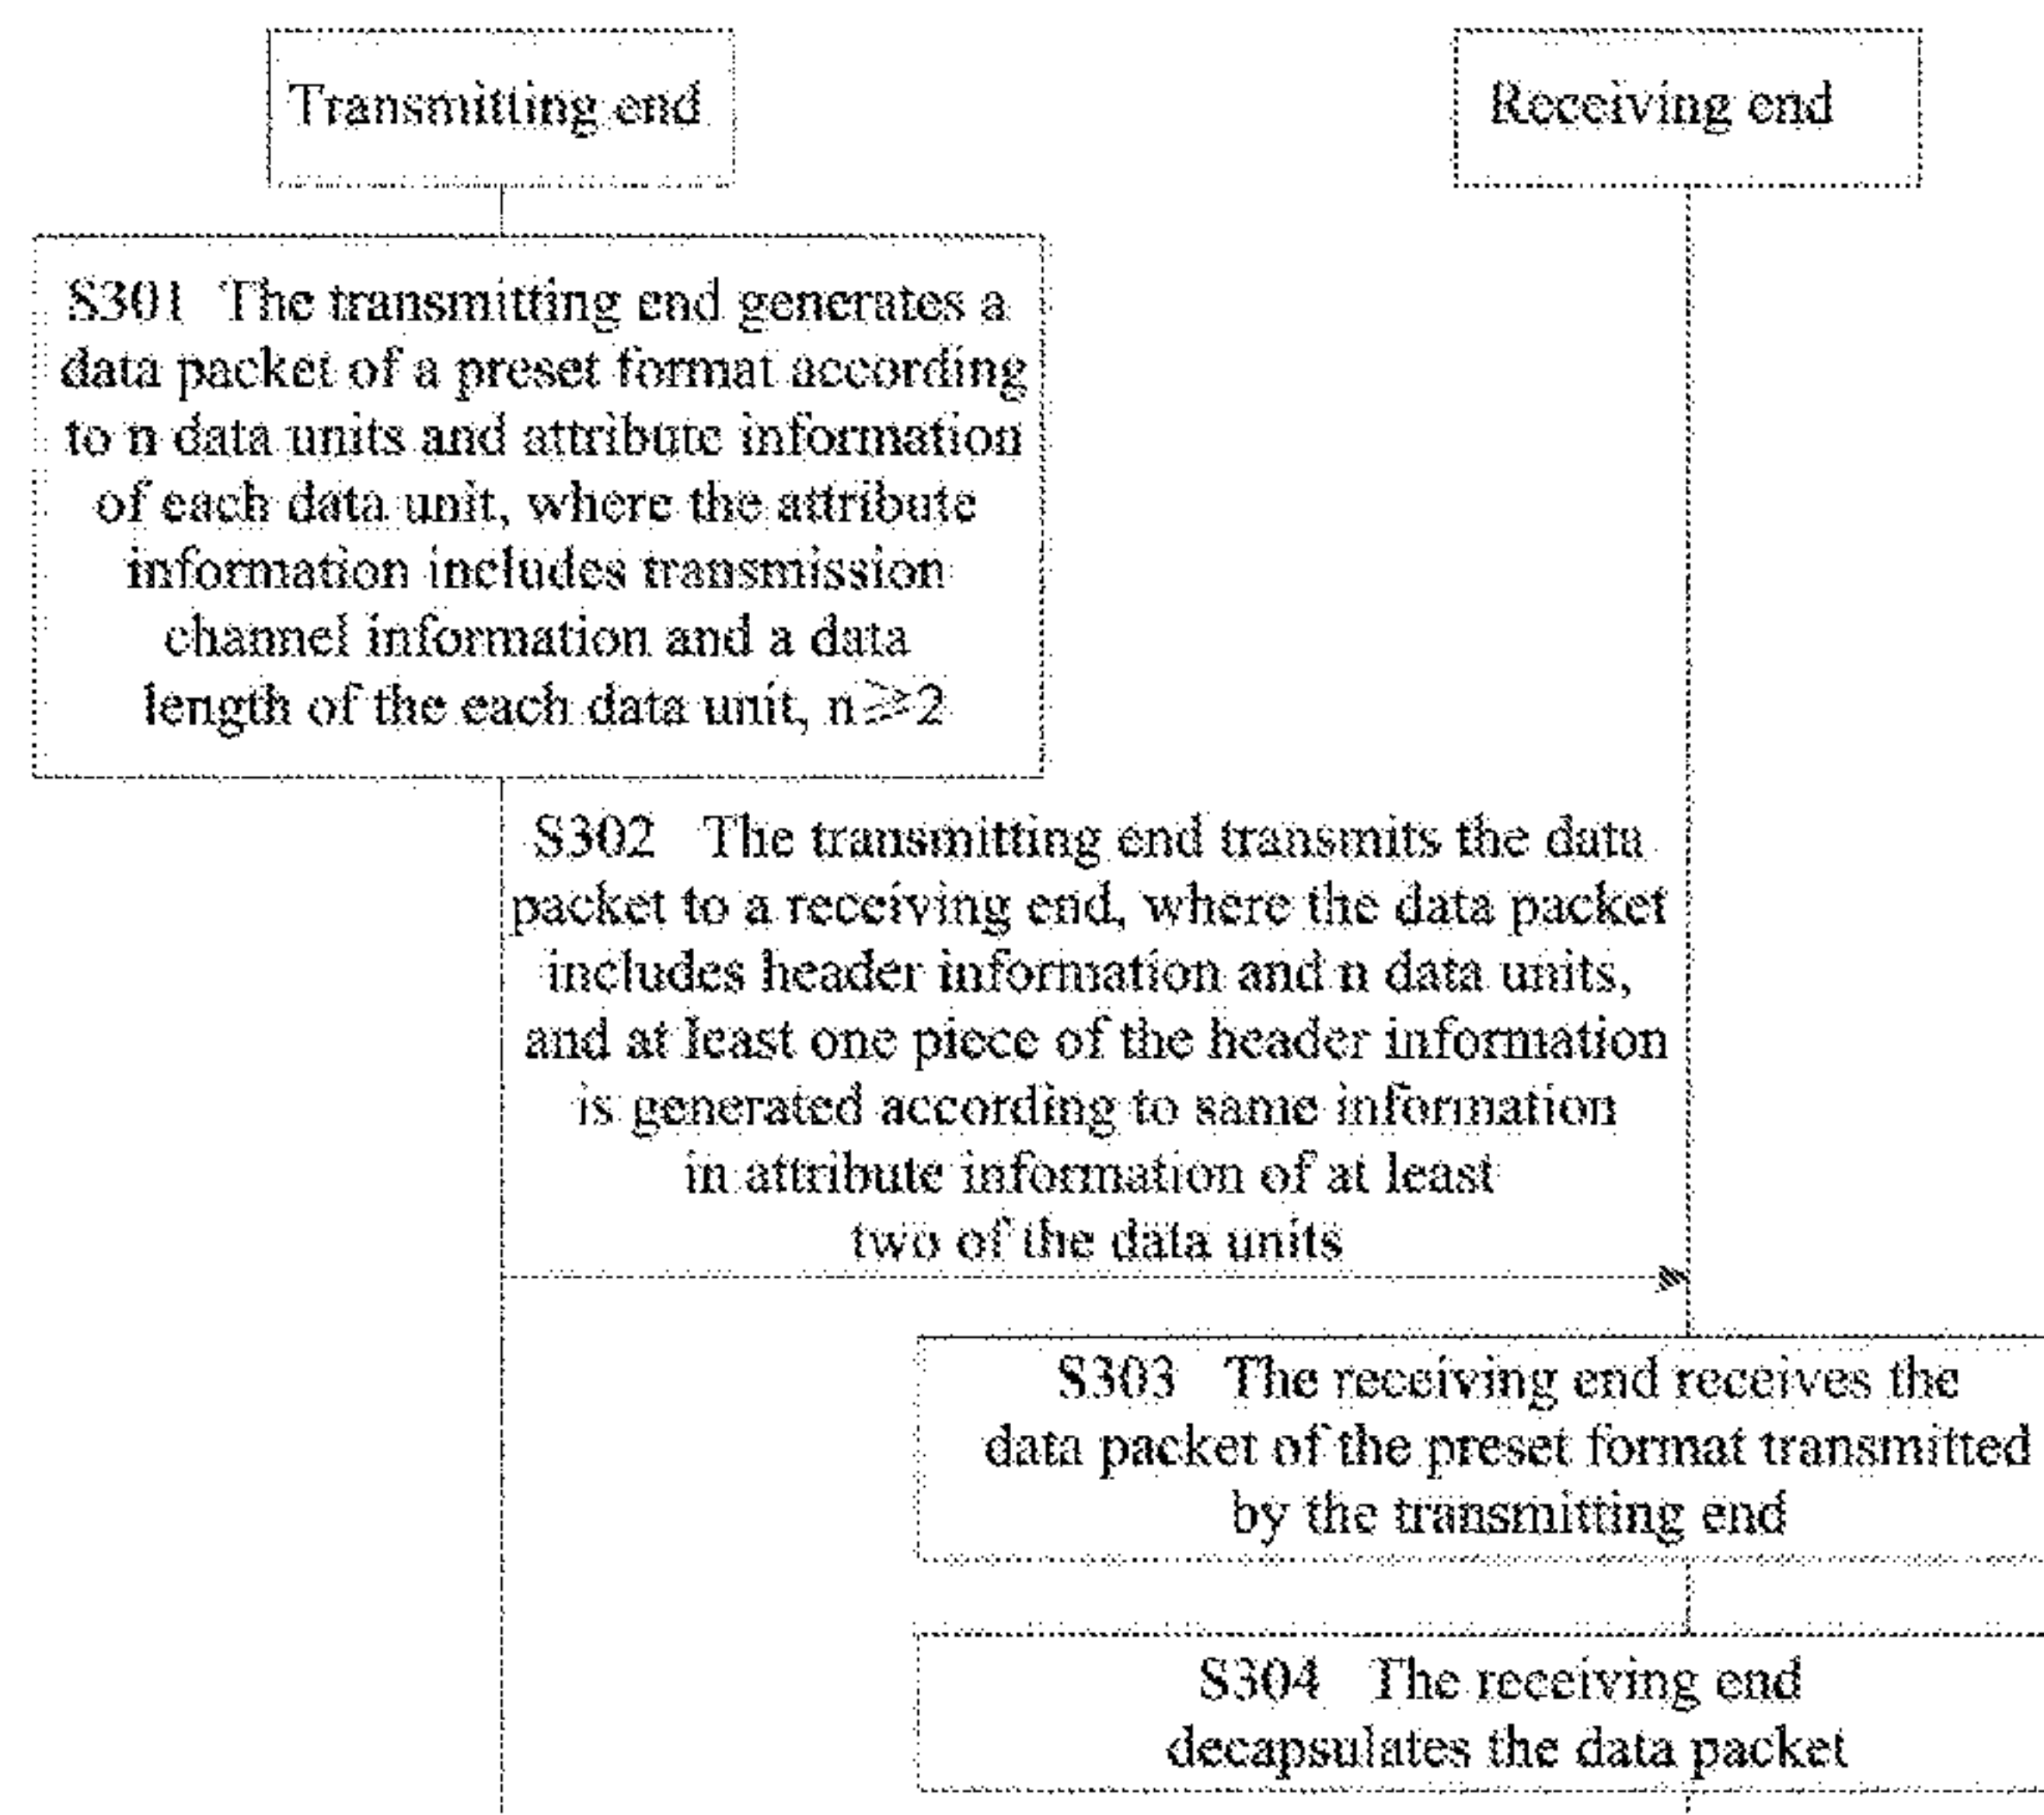 Transmitting end
Receiving end
S301 The transmitting end generates a
data packet of a preset format according
to n data units and attribute information
of each data unit, where the attribute
information includes transmission
channel information and a data
length of the each data unit, n≥2
S302 The transmitting end transmits the data
packet to a receiving end, where the data packet
includes header information and n data units,
and at least one piece of the header information
is generated according to same information
in attribute information of at least
two of the data units
S303 The receiving end receives the
data packet of the preset format transmitted
by the transmitting end
S304 The receiving end
decapsulates the data packet